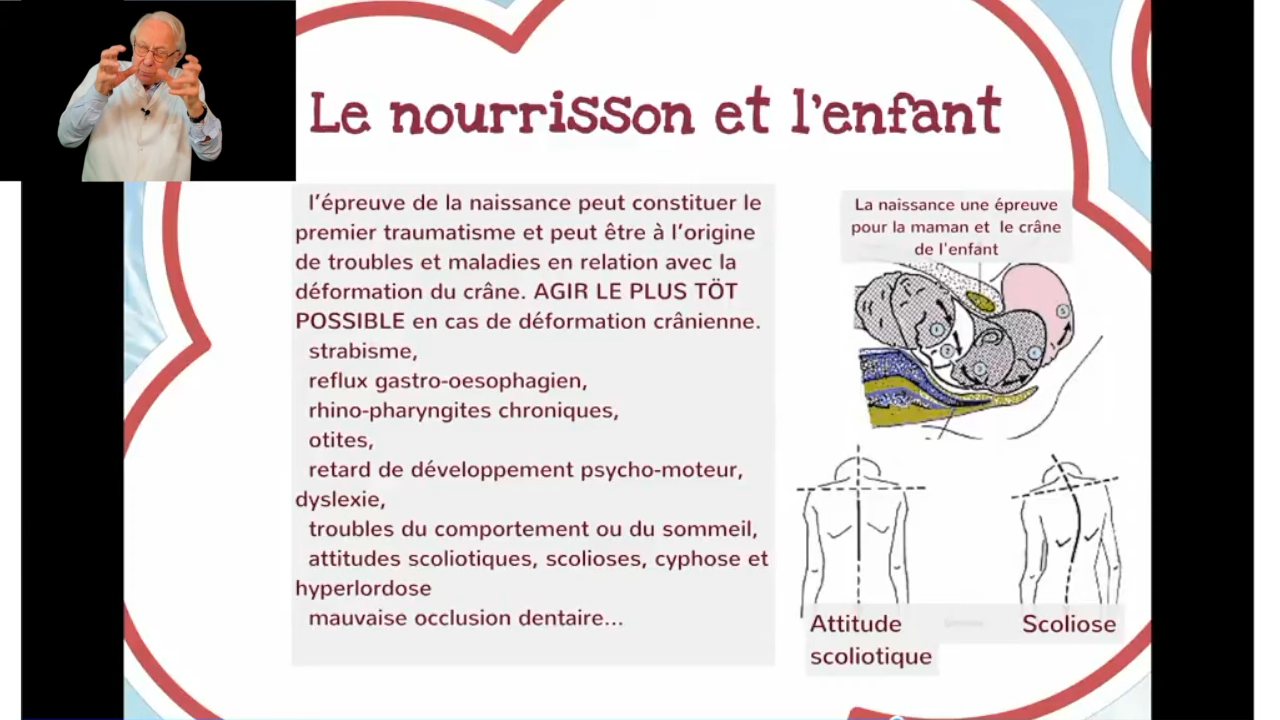 Le nourrisson et l'enfant
l'épreuve de la naissance peut constituer le
premier traumatisme et peut être à l'origine
de troubles et maladies en relation avec la
déformation du crâne. AGIR LE PLUS TÖT
POSSIBLE en cas de déformation crânienne.
strabisme,
reflux gastro-oesophagien,
rhino-pharyngites chroniques,
otites,
retard de développement psycho-moteur,
dyslexie,
troubles du comportement ou du sommeil,
attitudes scoliotiques, scolioses, cyphose et
hyperlordose
mauvaise occlusion dentaire...
La naissance une épreuve
pour la maman et le crâne
de l'enfant
Attitude
scoliotique
Scoliose